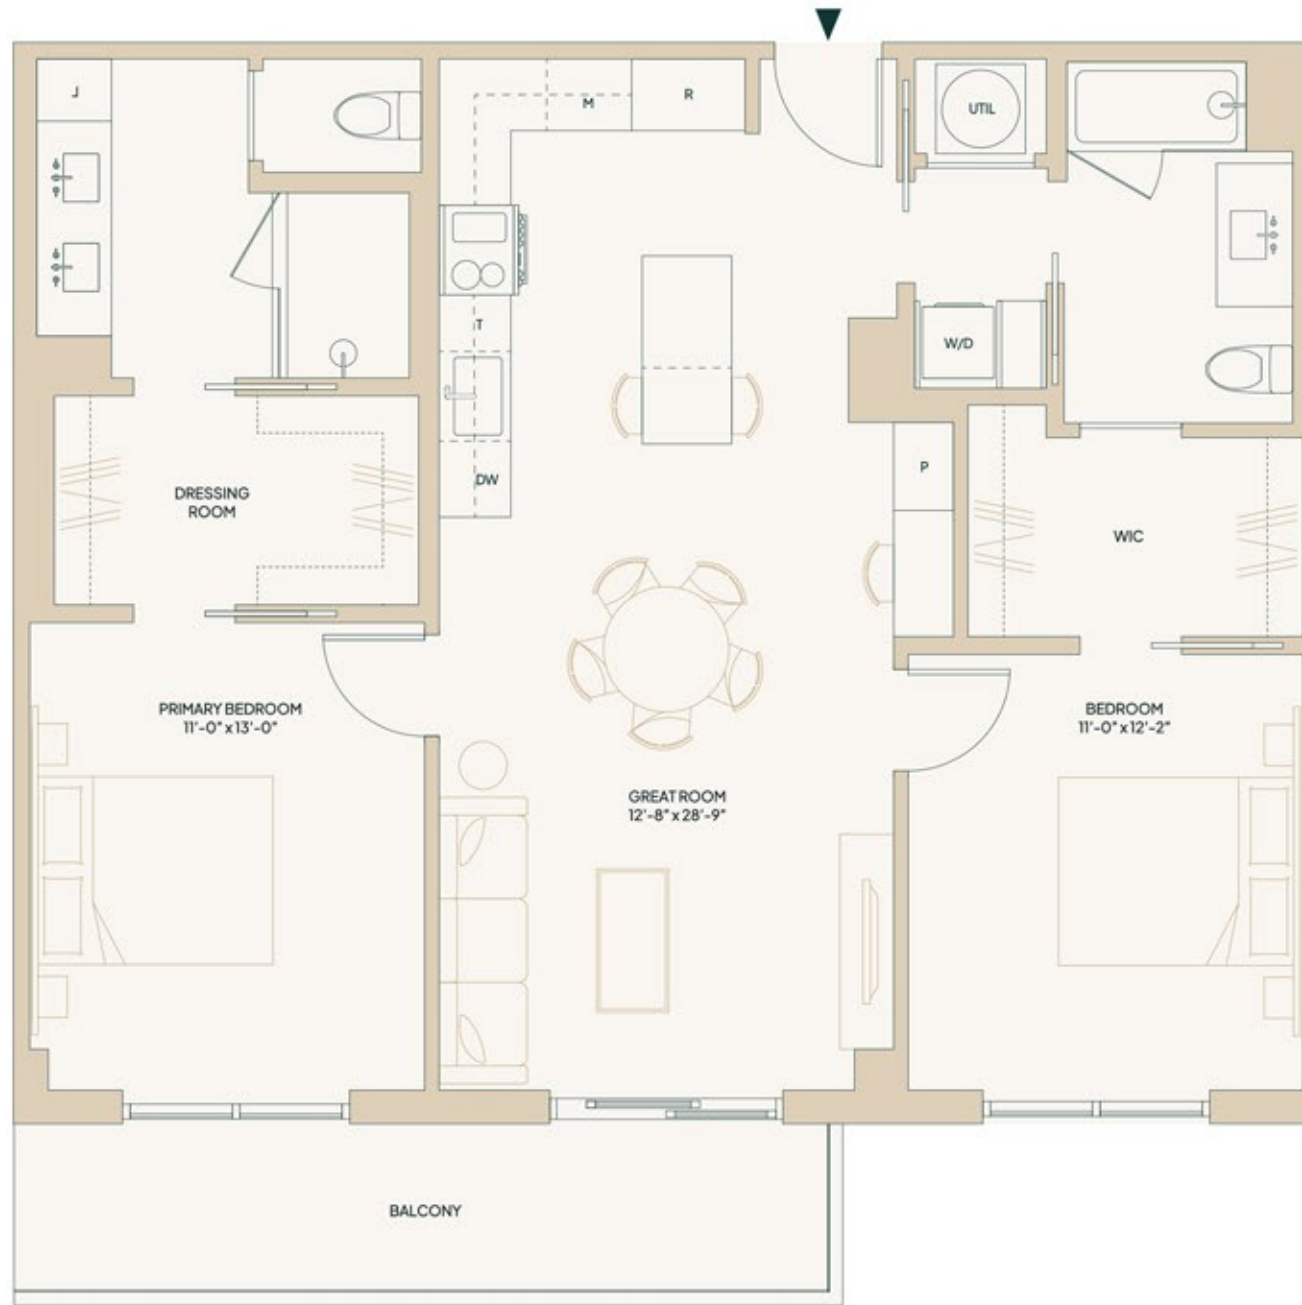 J
M
R
UTIL
T
W/D
DW
P
DRESSING
ROOM
WIC
PRIMARY BEDROOM
11'-0" x 13'-0"
BEDROOM
11'-0" x 12'-2"
GREAT ROOM
12'-8" x 28'-9"
BALCONY